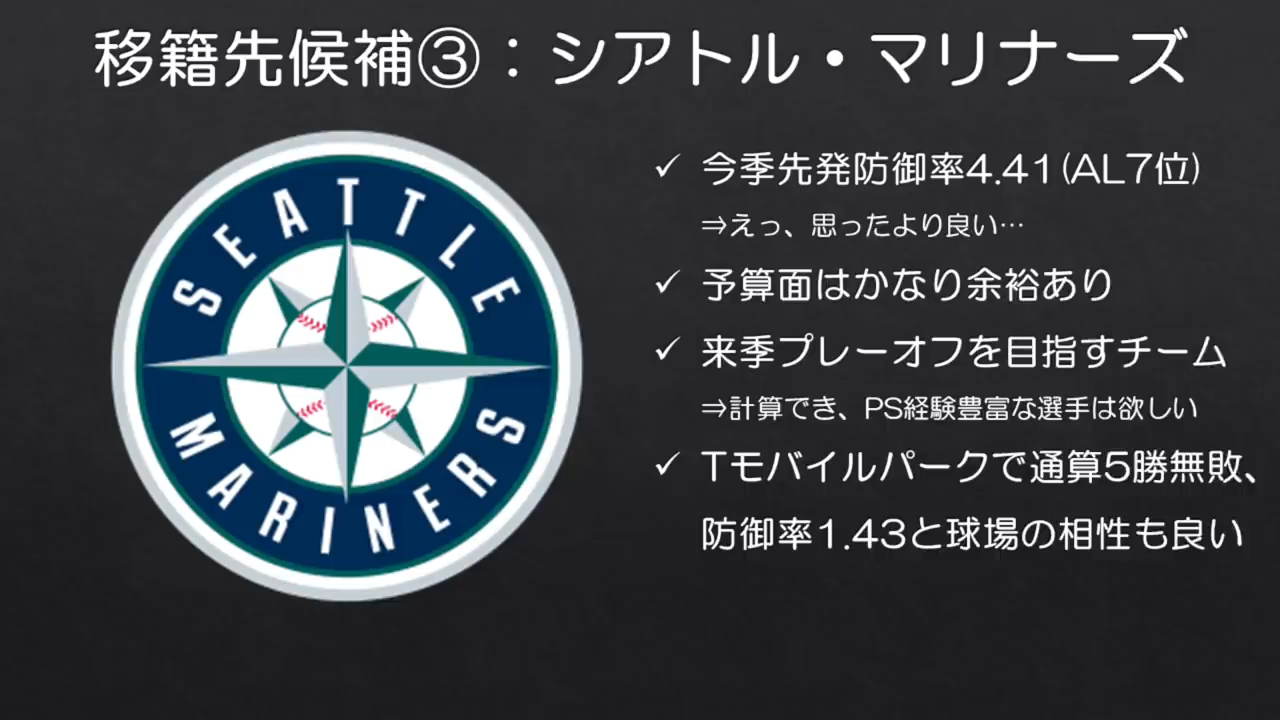 移籍先候補③：シアトル・マリナーズ
SEATTLE
MARINERS
✓ 今季先発防御率4.41(AL7位)
⇒えっ、思ったより良い…
✓ 予算面はかなり余裕あり
✓ 来季プレーオフを目指すチーム
⇒計算でき、PS経験豊富な選手は欲しい
✓ Tモバイルパークで通算5勝無敗、
防御率1.43と球場の相性も良い